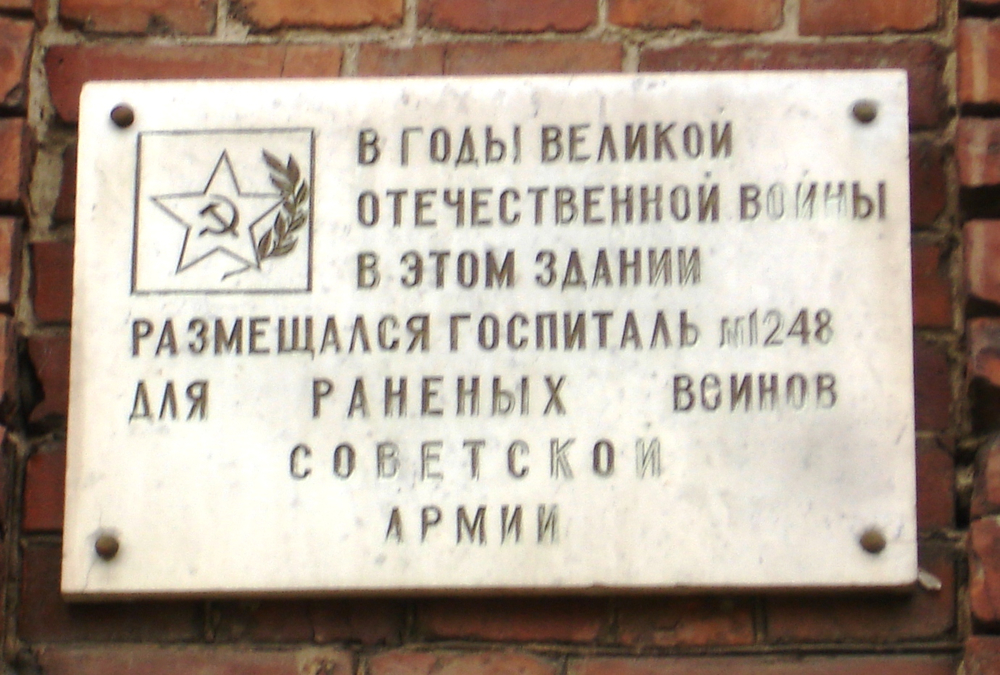 В ГОДЫ ВЕЛИКОЙ
ОТЕЧЕСТВЕННОЙ ВОЙНЫ
В ЭТОМ ЗДАНИИ
РАЗМЕЩАЛСЯ ГОСПИТАЛЬ №1248
ДЛЯ РАНЕНЫХ ВОИНОВ
СОВЕТСКОЙ
АРМИИ